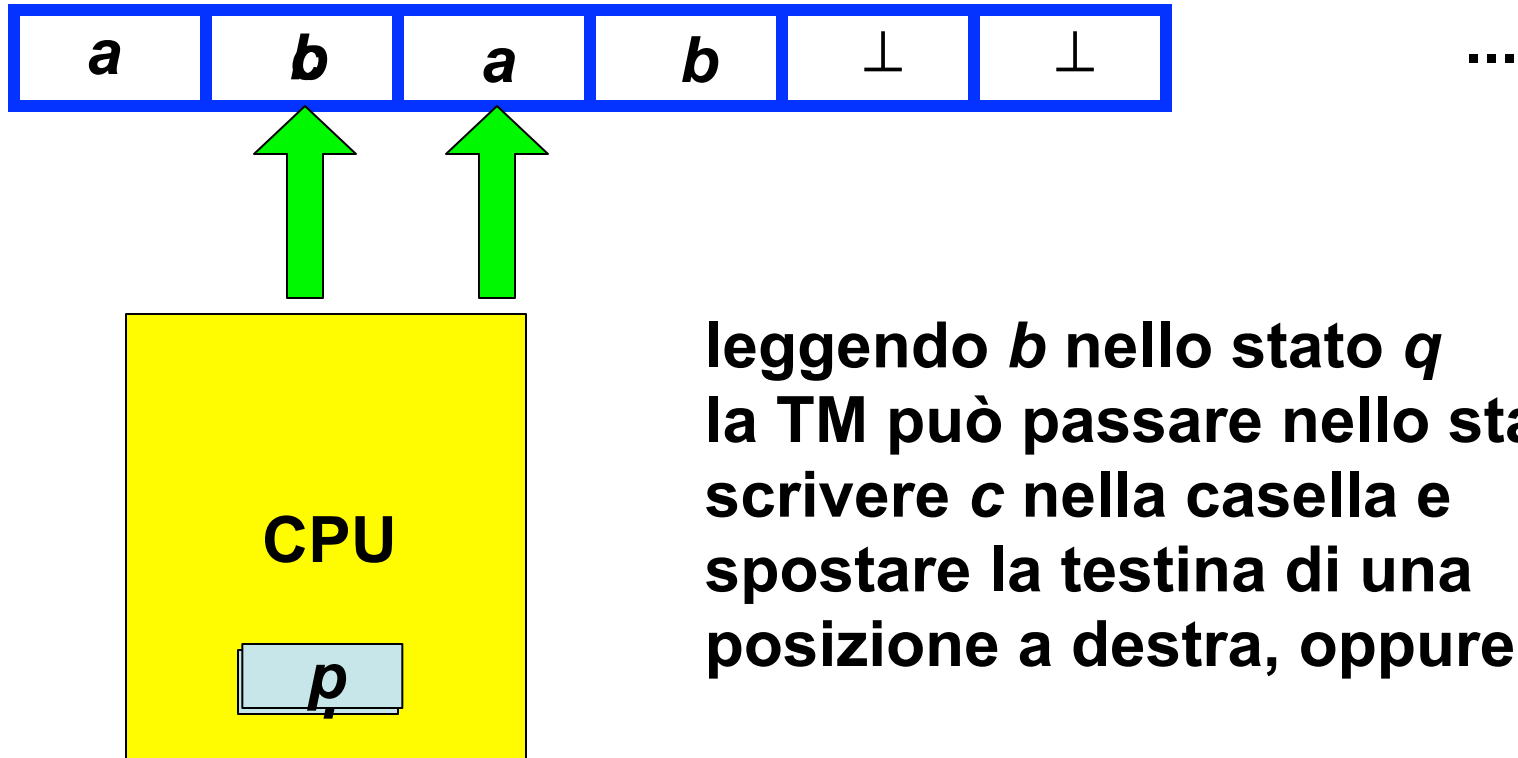 a b a b ⊥ ⊥ ...
leggendo b nello stato q
la TM può passare nello
scrivere c nella casella e
spostare la testina di una
posizione a destra, oppure
CPU
p